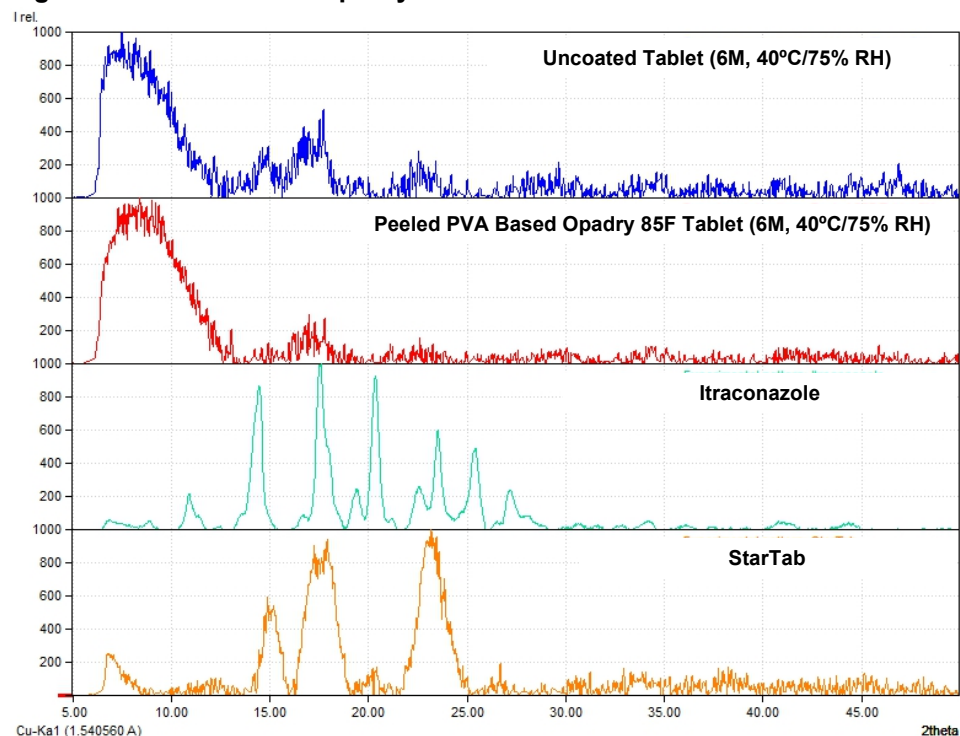 I rel.
1000
Uncoated Tablet (6M, 40ºC/75% RH)
800
600
400
200
1000
Peeled PVA Based Opadry 85F Tablet (6M, 40ºC/75% RH)
800
600
400
200
1000
Itraconazole
800
600
400
200
1000
StarTab
800
600
400
200
5.00 10.00 15.00 20.00 25.00 30.00 35.00 40.00 45.00
Cu-Ka1 (1.540560 A) 2theta